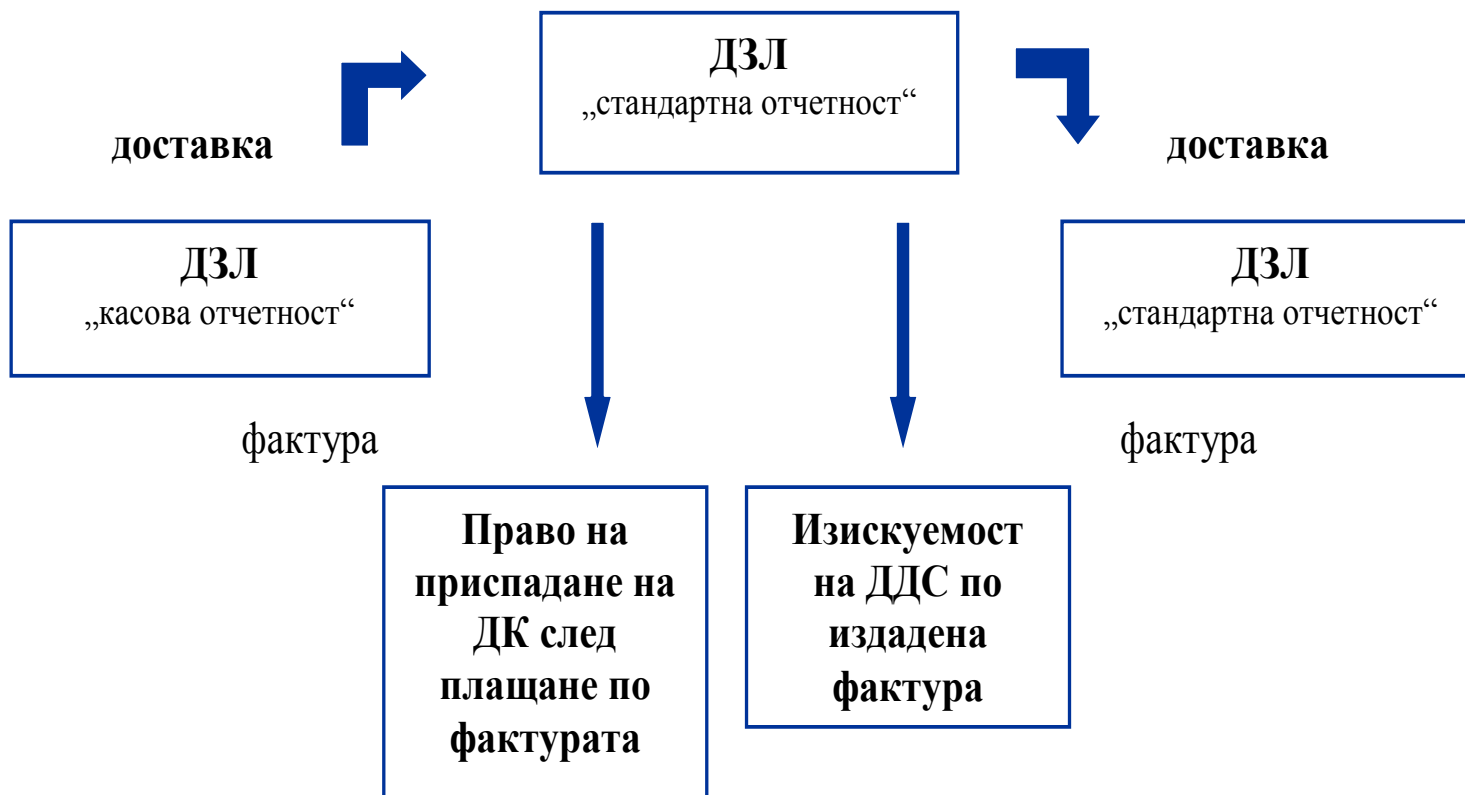 ДЗЛ
„стандартна отчетност“
доставка
доставка
ДЗЛ
„касова отчетност“
ДЗЛ
„стандартна отчетност“
фактура
фактура
Право на
приспадане на
ДК след
плащане по
фактурата
Изискуемост
на ДДС по
издадена
фактура